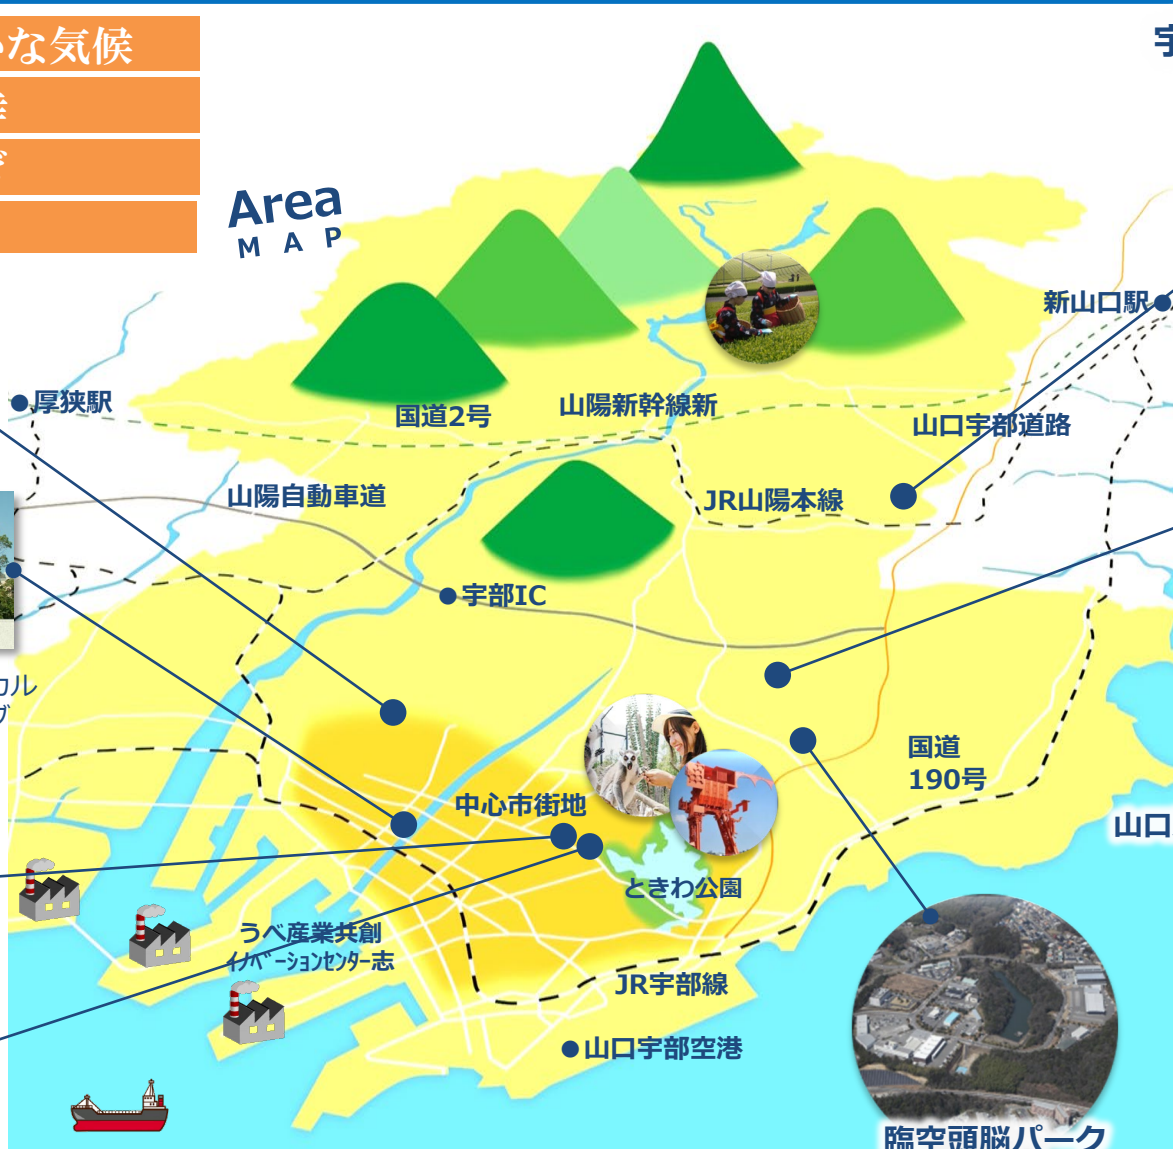 な気候
Area
MAP
新山口駅
厚狭駅
国道2号
山陽新幹線新
山口宇部道路
山陽自動車道
JR山陽本線
宇部IC
カル
グ
国道
190号
中心市街地
山口
ときわ公園
うべ産業共創
イノベーションセンター志
JR宇部線
山口宇部空港
臨空頭脳パーク